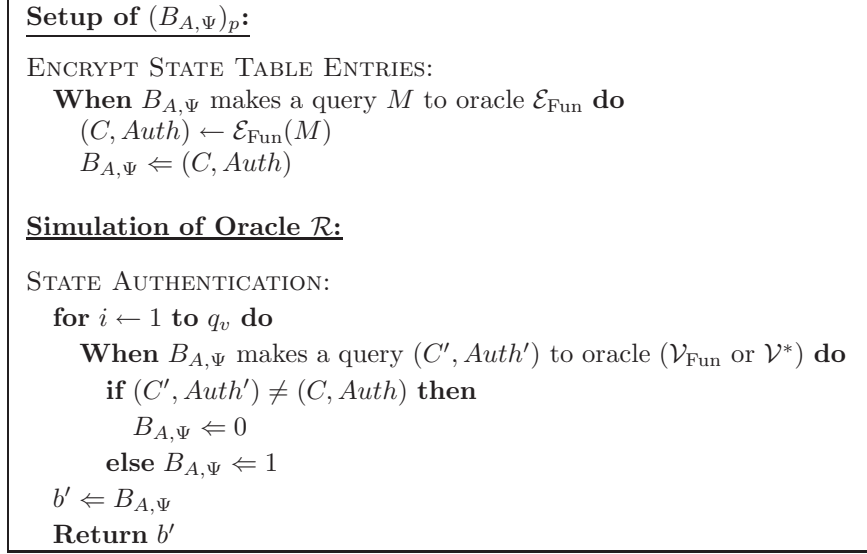 Setup of (B_{A,Ψ})_p:
ENCRYPT STATE TABLE ENTRIES:
When B_{A,Ψ} makes a query M to oracle ℰ_Fun do
(C, Auth) ← ℰ_Fun(M)
B_{A,Ψ} ⇐ (C, Auth)
Simulation of Oracle ℛ:
STATE AUTHENTICATION:
for i ← 1 to q_v do
When B_{A,Ψ} makes a query (C′, Auth′) to oracle (𝒱_Fun or 𝒱*) do
if (C′, Auth′) ≠ (C, Auth) then
B_{A,Ψ} ⇐ 0
else B_{A,Ψ} ⇐ 1
b′ ⇐ B_{A,Ψ}
Return b′